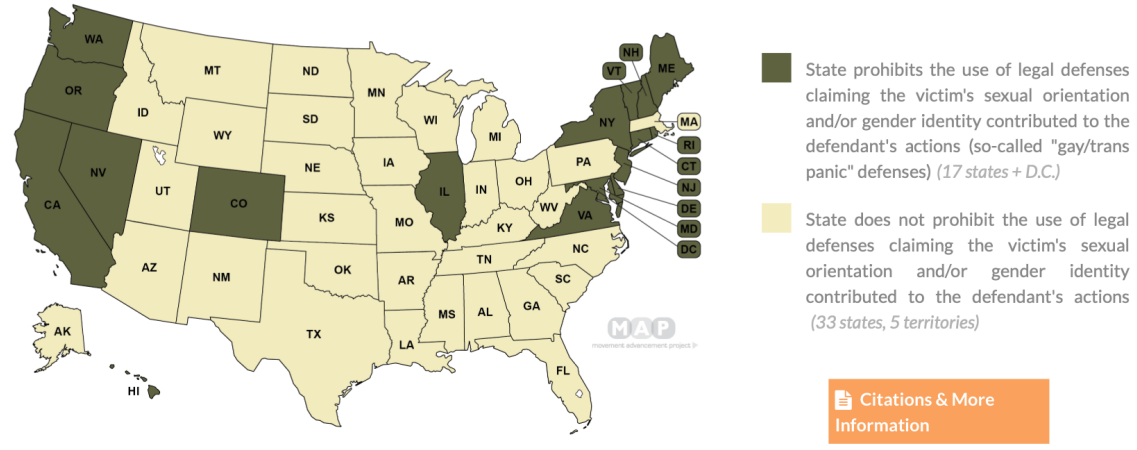 WA
OR
CA
NV
ID
MT
WY
UT
CO
AZ
NM
ND
SD
NE
KS
OK
TX
MN
IA
MO
AR
LA
WI
IL
MI
IN
OH
KY
TN
MS
AL
GA
FL
SC
NC
VA
WV
PA
NY
VT
NH
ME
MA
RI
CT
NJ
DE
MD
DC
AK
HI
MAP
movement advancement project
State prohibits the use of legal defenses
claiming the victim's sexual orientation
and/or gender identity contributed to the
defendant's actions (so-called "gay/trans
panic" defenses) (17 states + D.C.)
State does not prohibit the use of legal
defenses claiming the victim's sexual
orientation and/or gender identity
contributed to the defendant's actions
(33 states, 5 territories)
Citations & More
Information